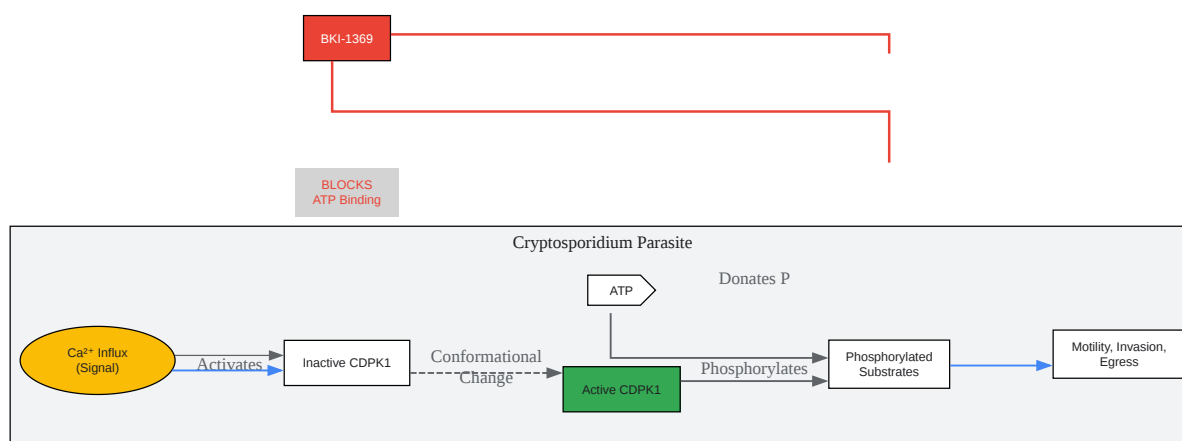 BKI-1369
BLOCKS
ATP Binding
Cryptosporidium Parasite
ATP
Donates P
Ca²⁺ Influx
(Signal)
Activates
Inactive CDPK1
Conformational
Change
Active CDPK1
Phosphorylates
Phosphorylated
Substrates
Motility, Invasion,
Egress